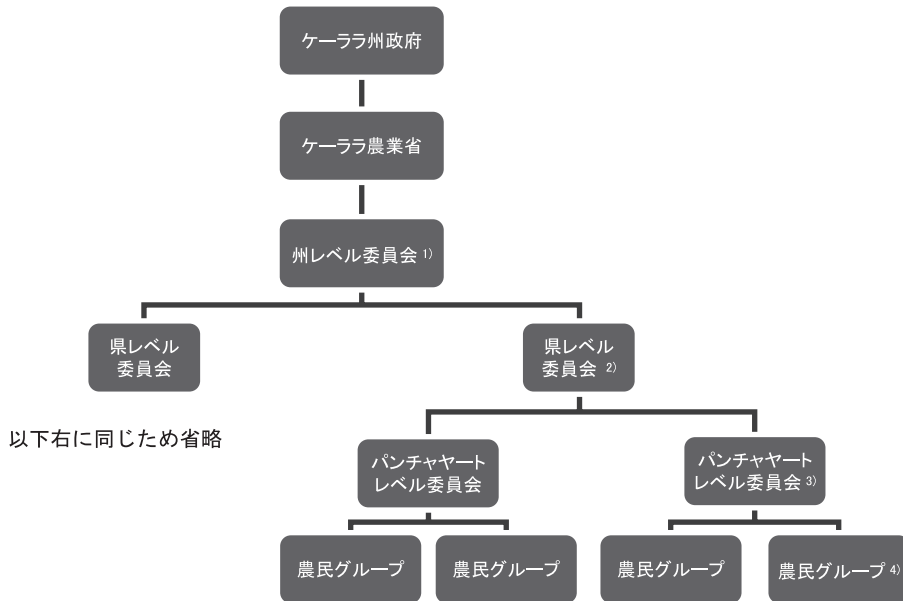 ケーララ州政府
ケーララ農業省
州レベル委員会 1)
県レベル
委員会
県レベル
委員会 2)
以下右に同じため省略
パンチャヤート
レベル委員会
パンチャヤート
レベル委員会 3)
農民グループ
農民グループ
農民グループ
農民グループ 4)